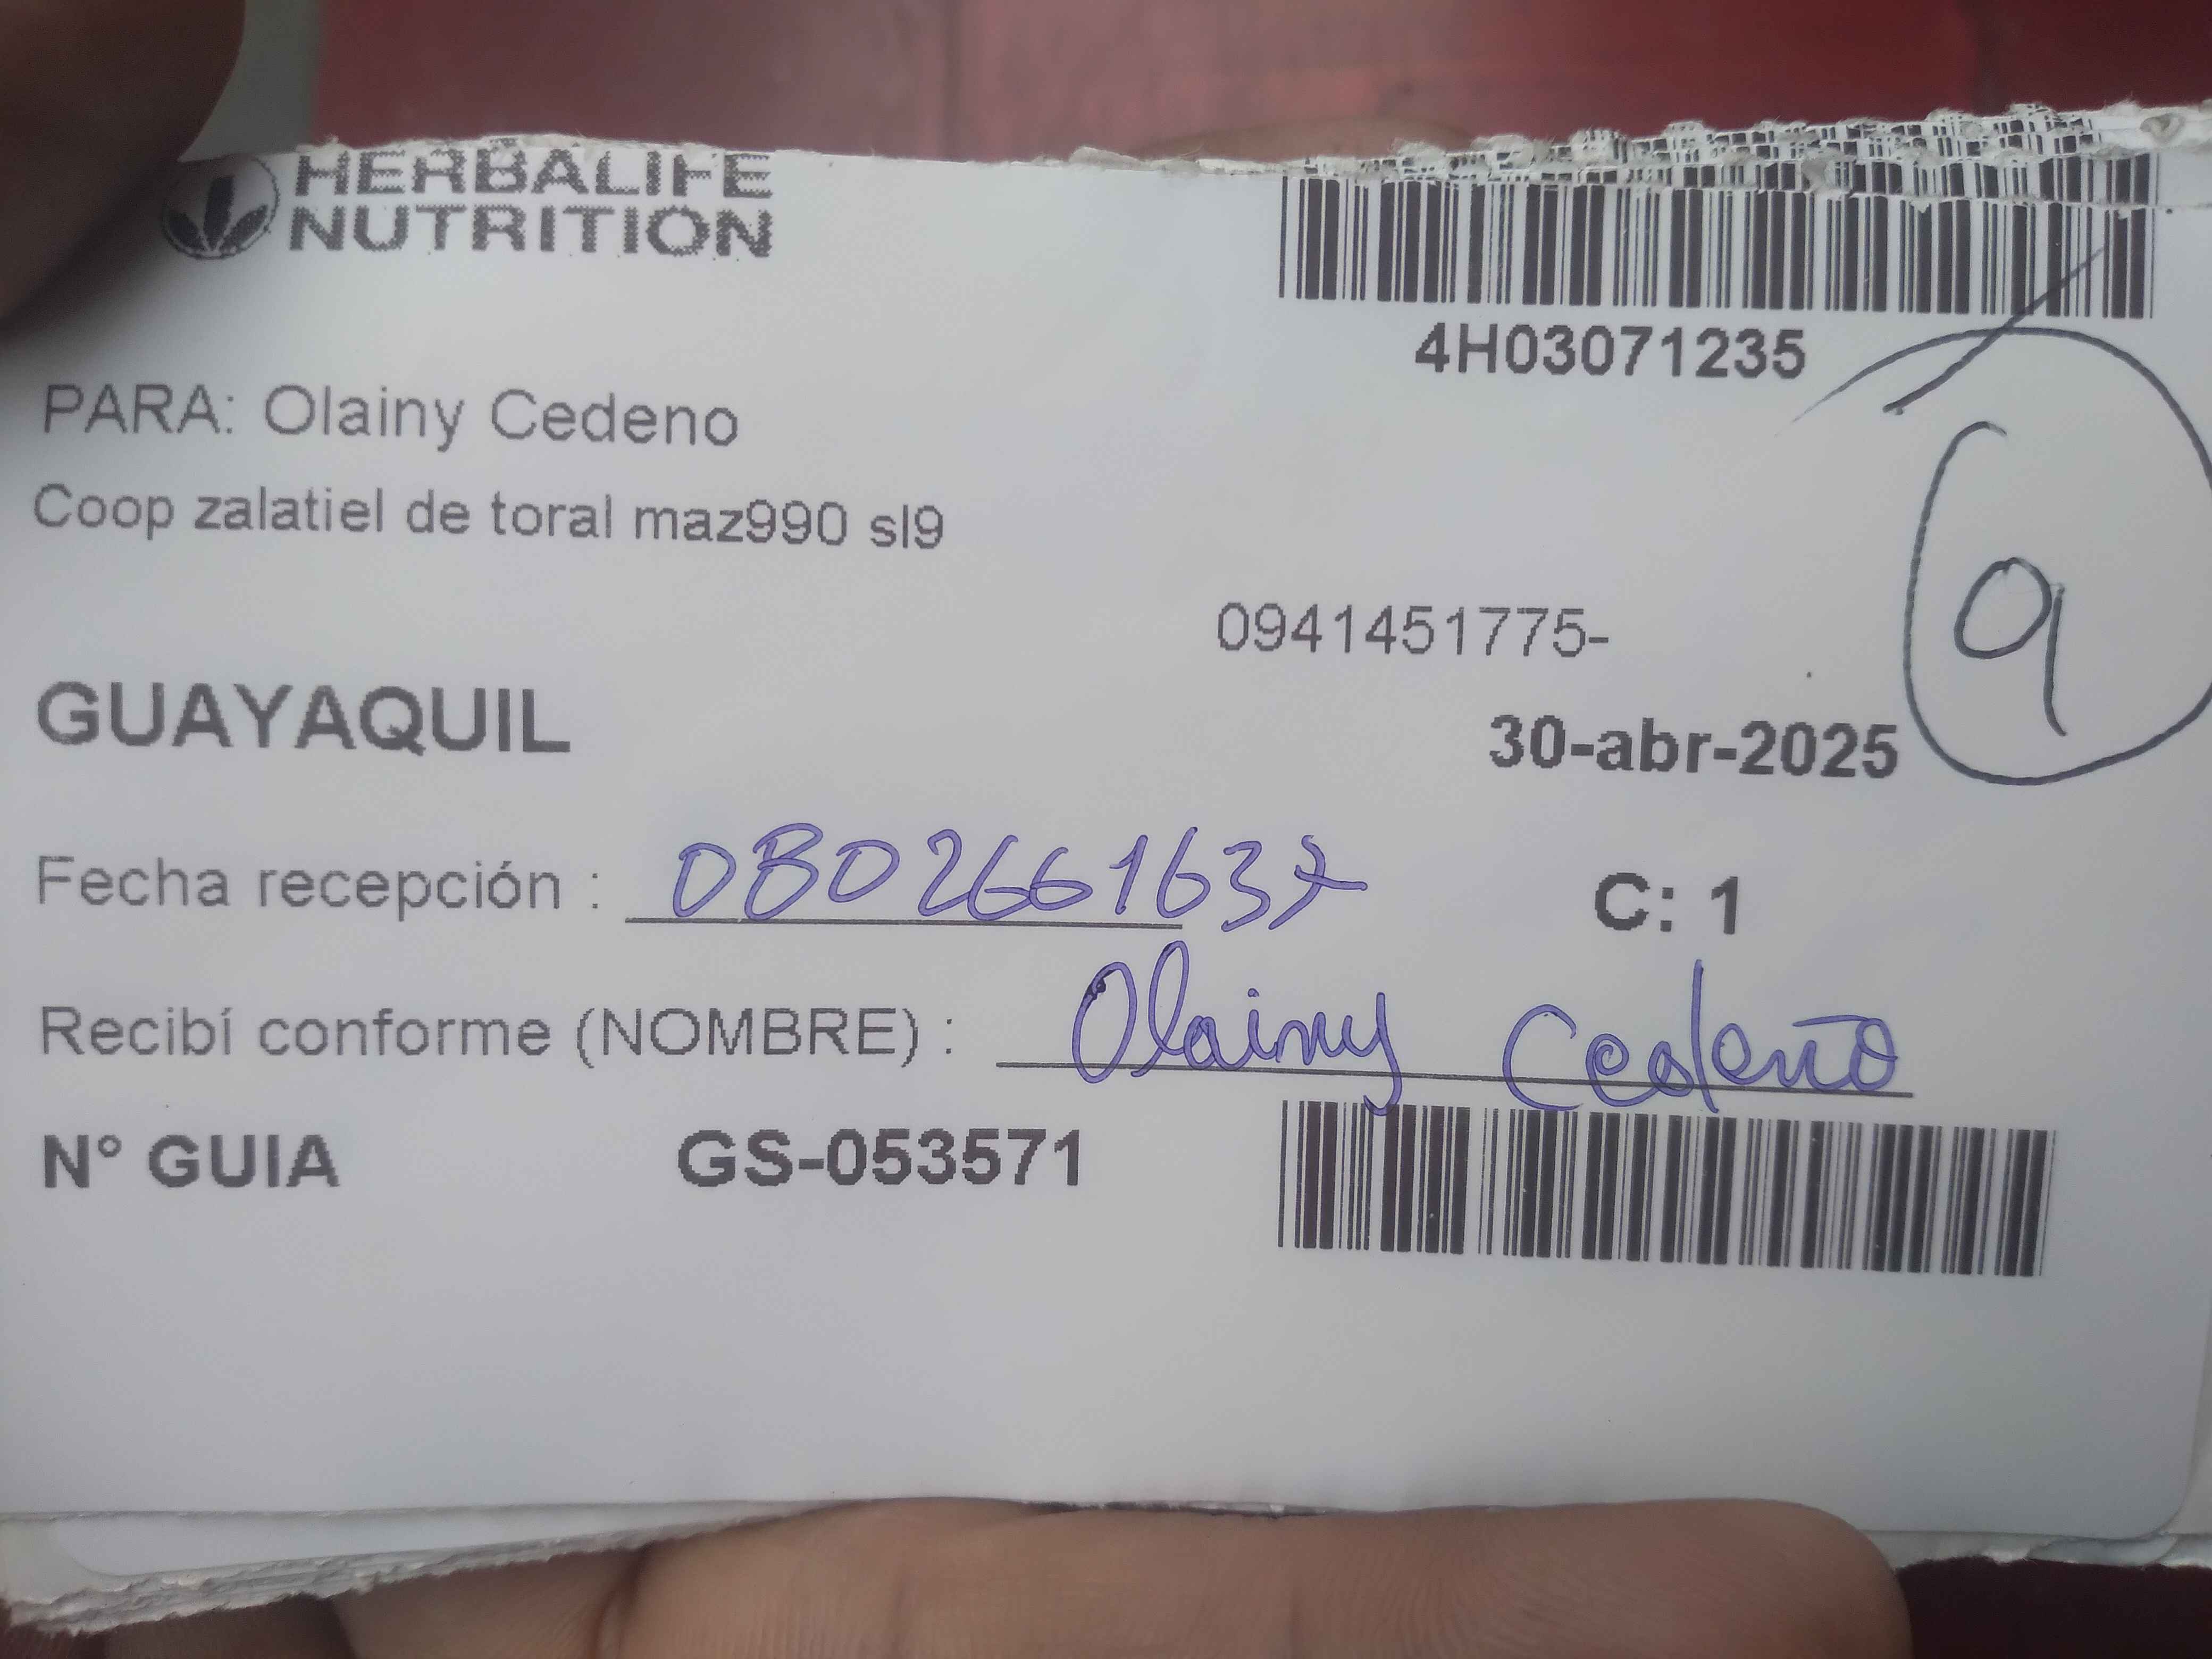 HERBALIFE
NUTRITION
4H03071235
PARA: Olainy Cedeno
Coop zalatiel de toral maz990 sl9
9
0941451775-
GUAYAQUIL
30-abr-2025
Fecha recepción : 0802661637
C: 1
Recibí conforme (NOMBRE) : Olainy Cedeño
N° GUIA GS-053571